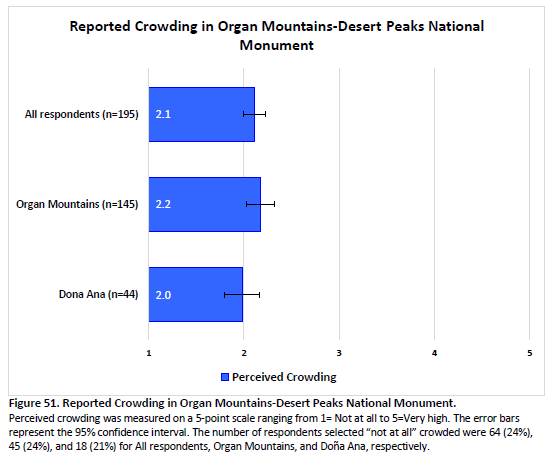 Reported Crowding in Organ Mountains-Desert Peaks National
Monument
All respondents (n=195)
2.1
Organ Mountains (n=145)
2.2
Dona Ana (n=44)
2.0
1 2 3 4 5
Perceived Crowding
Figure 51. Reported Crowding in Organ Mountains-Desert Peaks National Monument.
Perceived crowding was measured on a 5-point scale ranging from 1= Not at all to 5=Very high. The error bars
represent the 95% confidence interval. The number of respondents selected “not at all” crowded were 64 (24%),
45 (24%), and 18 (21%) for All respondents, Organ Mountains, and Doña Ana, respectively.